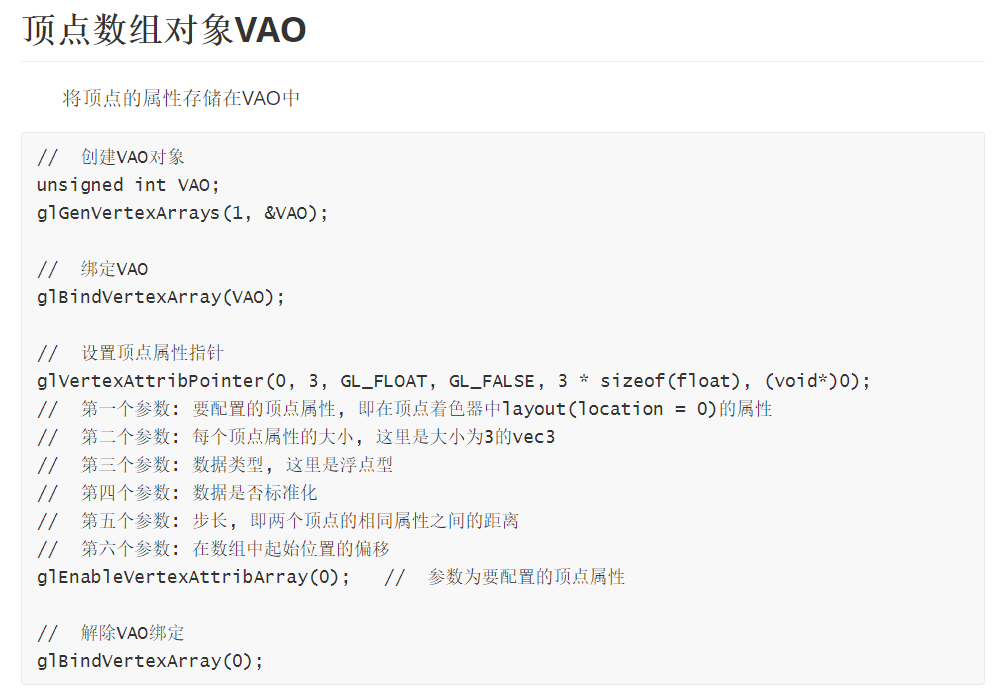 顶点数组对象VAO
将顶点的属性存储在VAO中
//  创建VAO对象
unsigned int VAO;
glGenVertexArrays(1, &VAO);
//  绑定VAO
glBindVertexArray(VAO);
//  设置顶点属性指针
glVertexAttribPointer(0, 3, GL_FLOAT, GL_FALSE, 3 * sizeof(float), (void*)0);
//  第一个参数: 要配置的顶点属性, 即在顶点着色器中layout(location = 0)的属性
//  第二个参数: 每个顶点属性的大小, 这里是大小为3的vec3
//  第三个参数: 数据类型, 这里是浮点型
//  第四个参数: 数据是否标准化
//  第五个参数: 步长, 即两个顶点的相同属性之间的距离
//  第六个参数: 在数组中起始位置的偏移
glEnableVertexAttribArray(0);   //  参数为要配置的顶点属性
//  解除VAO绑定
glBindVertexArray(0);